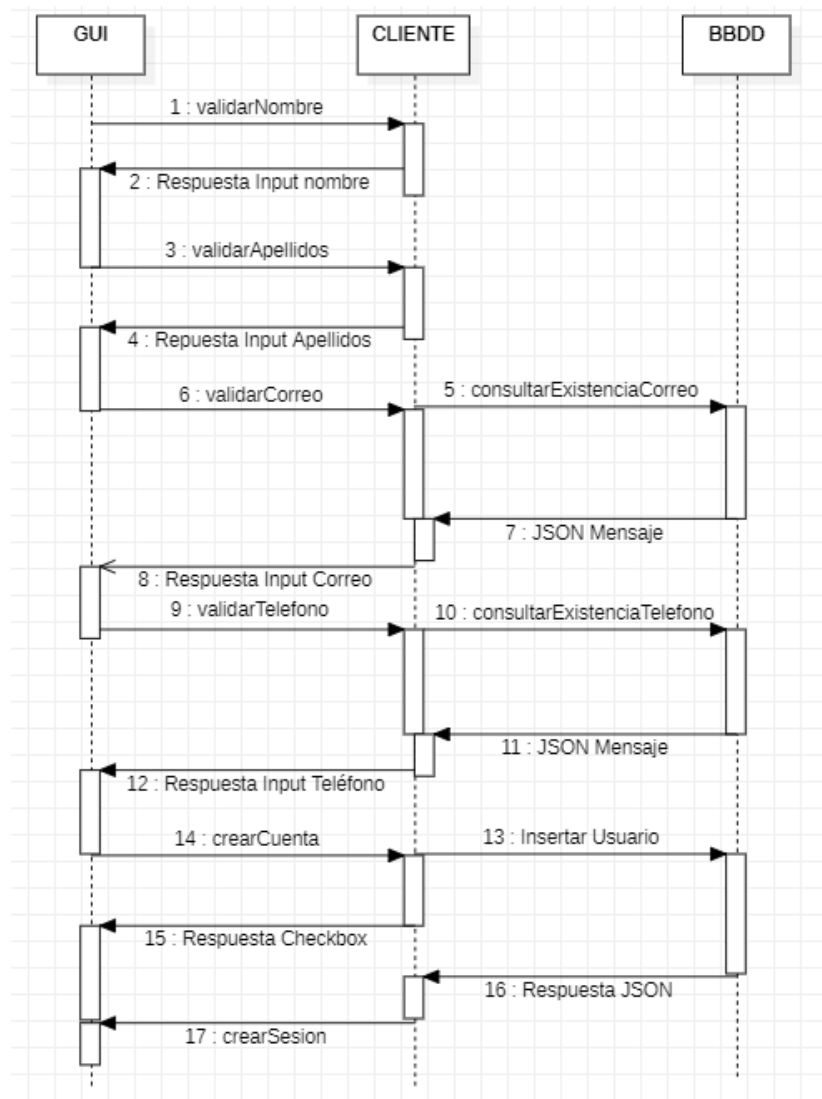 GUI
CLIENTE
BBDD
1 : validarNombre
2 : Respuesta Input nombre
3 : validarApellidos
4 : Repuesta Input Apellidos
6 : validarCorreo
5 : consultarExistenciaCorreo
7 : JSON Mensaje
8 : Respuesta Input Correo
9 : validarTelefono
10 : consultarExistenciaTelefono
11 : JSON Mensaje
12 : Respuesta Input Teléfono
14 : crearCuenta
13 : Insertar Usuario
15 : Respuesta Checkbox
16 : Respuesta JSON
17 : crearSesion